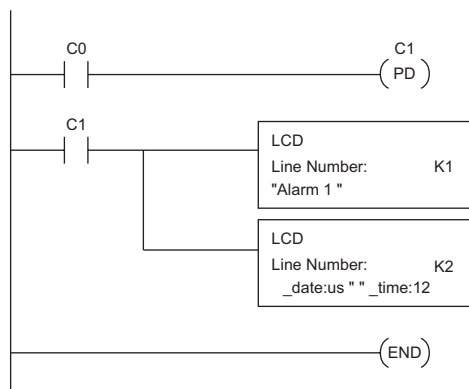 C0 C1
PD
C1
LCD
Line Number: K1
"Alarm 1 "
LCD
Line Number: K2
_date:us " " _time:12
END